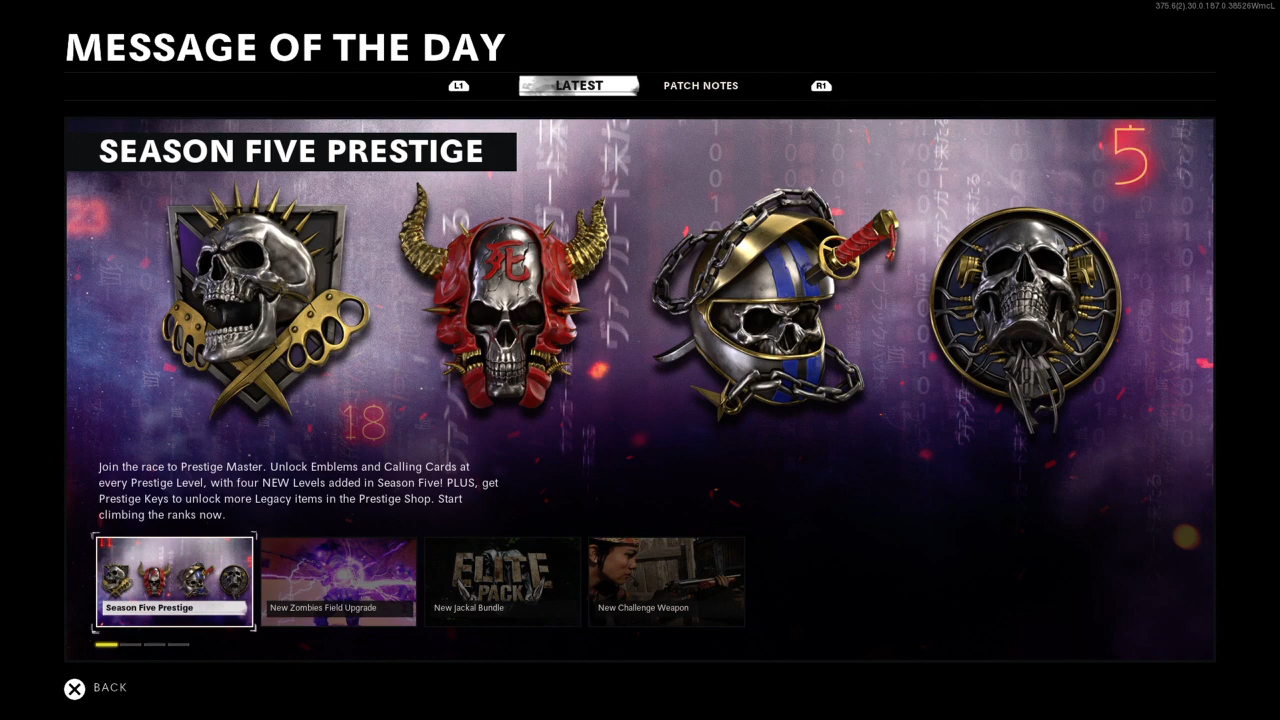 375.6(2).30.0.187.0.38526WmcL
MESSAGE OF THE DAY
L1
LATEST
PATCH NOTES
R1
SEASON FIVE PRESTIGE
5
死
18
Join the race to Prestige Master. Unlock Emblems and Calling Cards at
every Prestige Level, with four NEW Levels added in Season Five! PLUS, get
Prestige Keys to unlock more Legacy items in the Prestige Shop. Start
climbing the ranks now.
Season Five Prestige
New Zombies Field Upgrade
ELITE
PACK
New Jackal Bundle
New Challenge Weapon
BACK